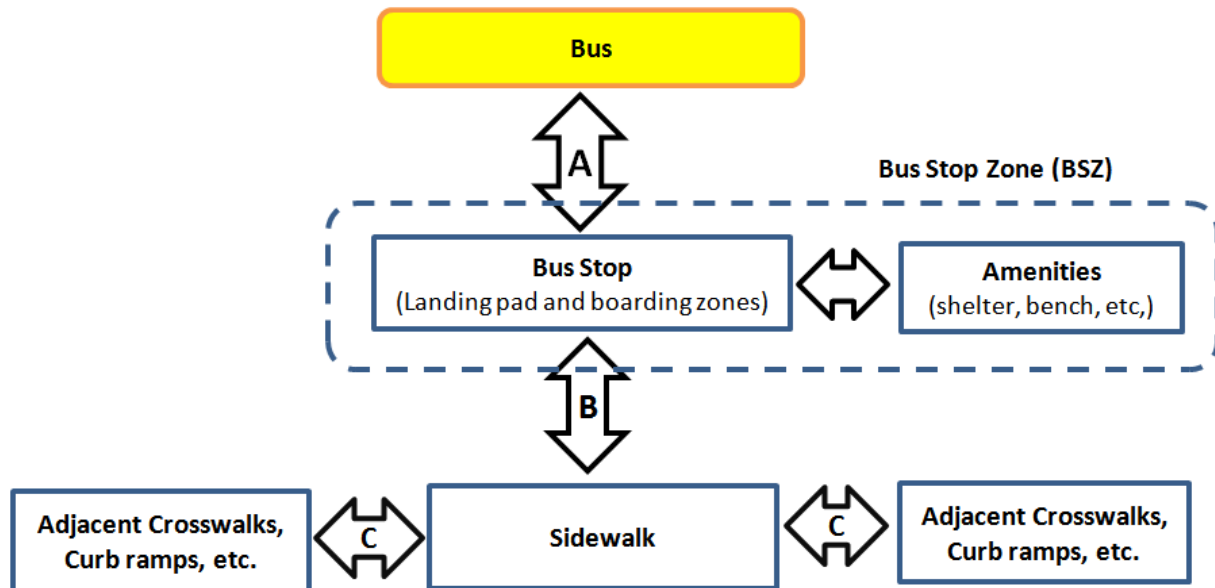 Bus
A
Bus Stop Zone (BSZ)
Bus Stop
(Landing pad and boarding zones)
Amenities
(shelter, bench, etc,)
B
Adjacent Crosswalks,
Curb ramps, etc.
C
Sidewalk
C
Adjacent Crosswalks,
Curb ramps, etc.